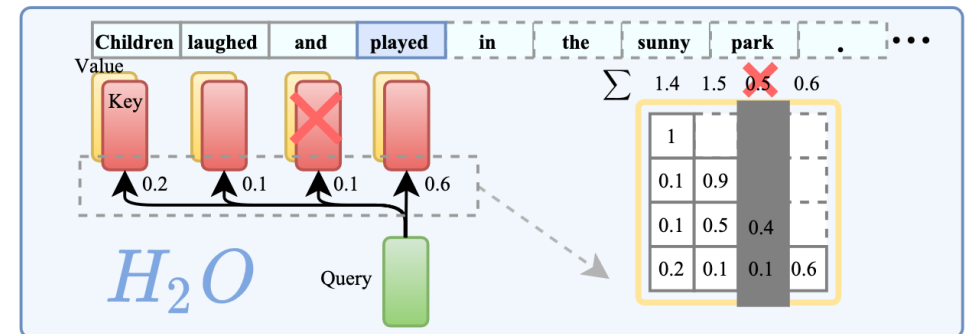 Children laughed and played in the sunny park . ...
Value
Key
∑ 1.4 1.5 0.5 0.6
1
0.1 0.9
0.1 0.5 0.4
0.2 0.1 0.1 0.6
0.2 0.1 0.1 0.6
H₂O
Query